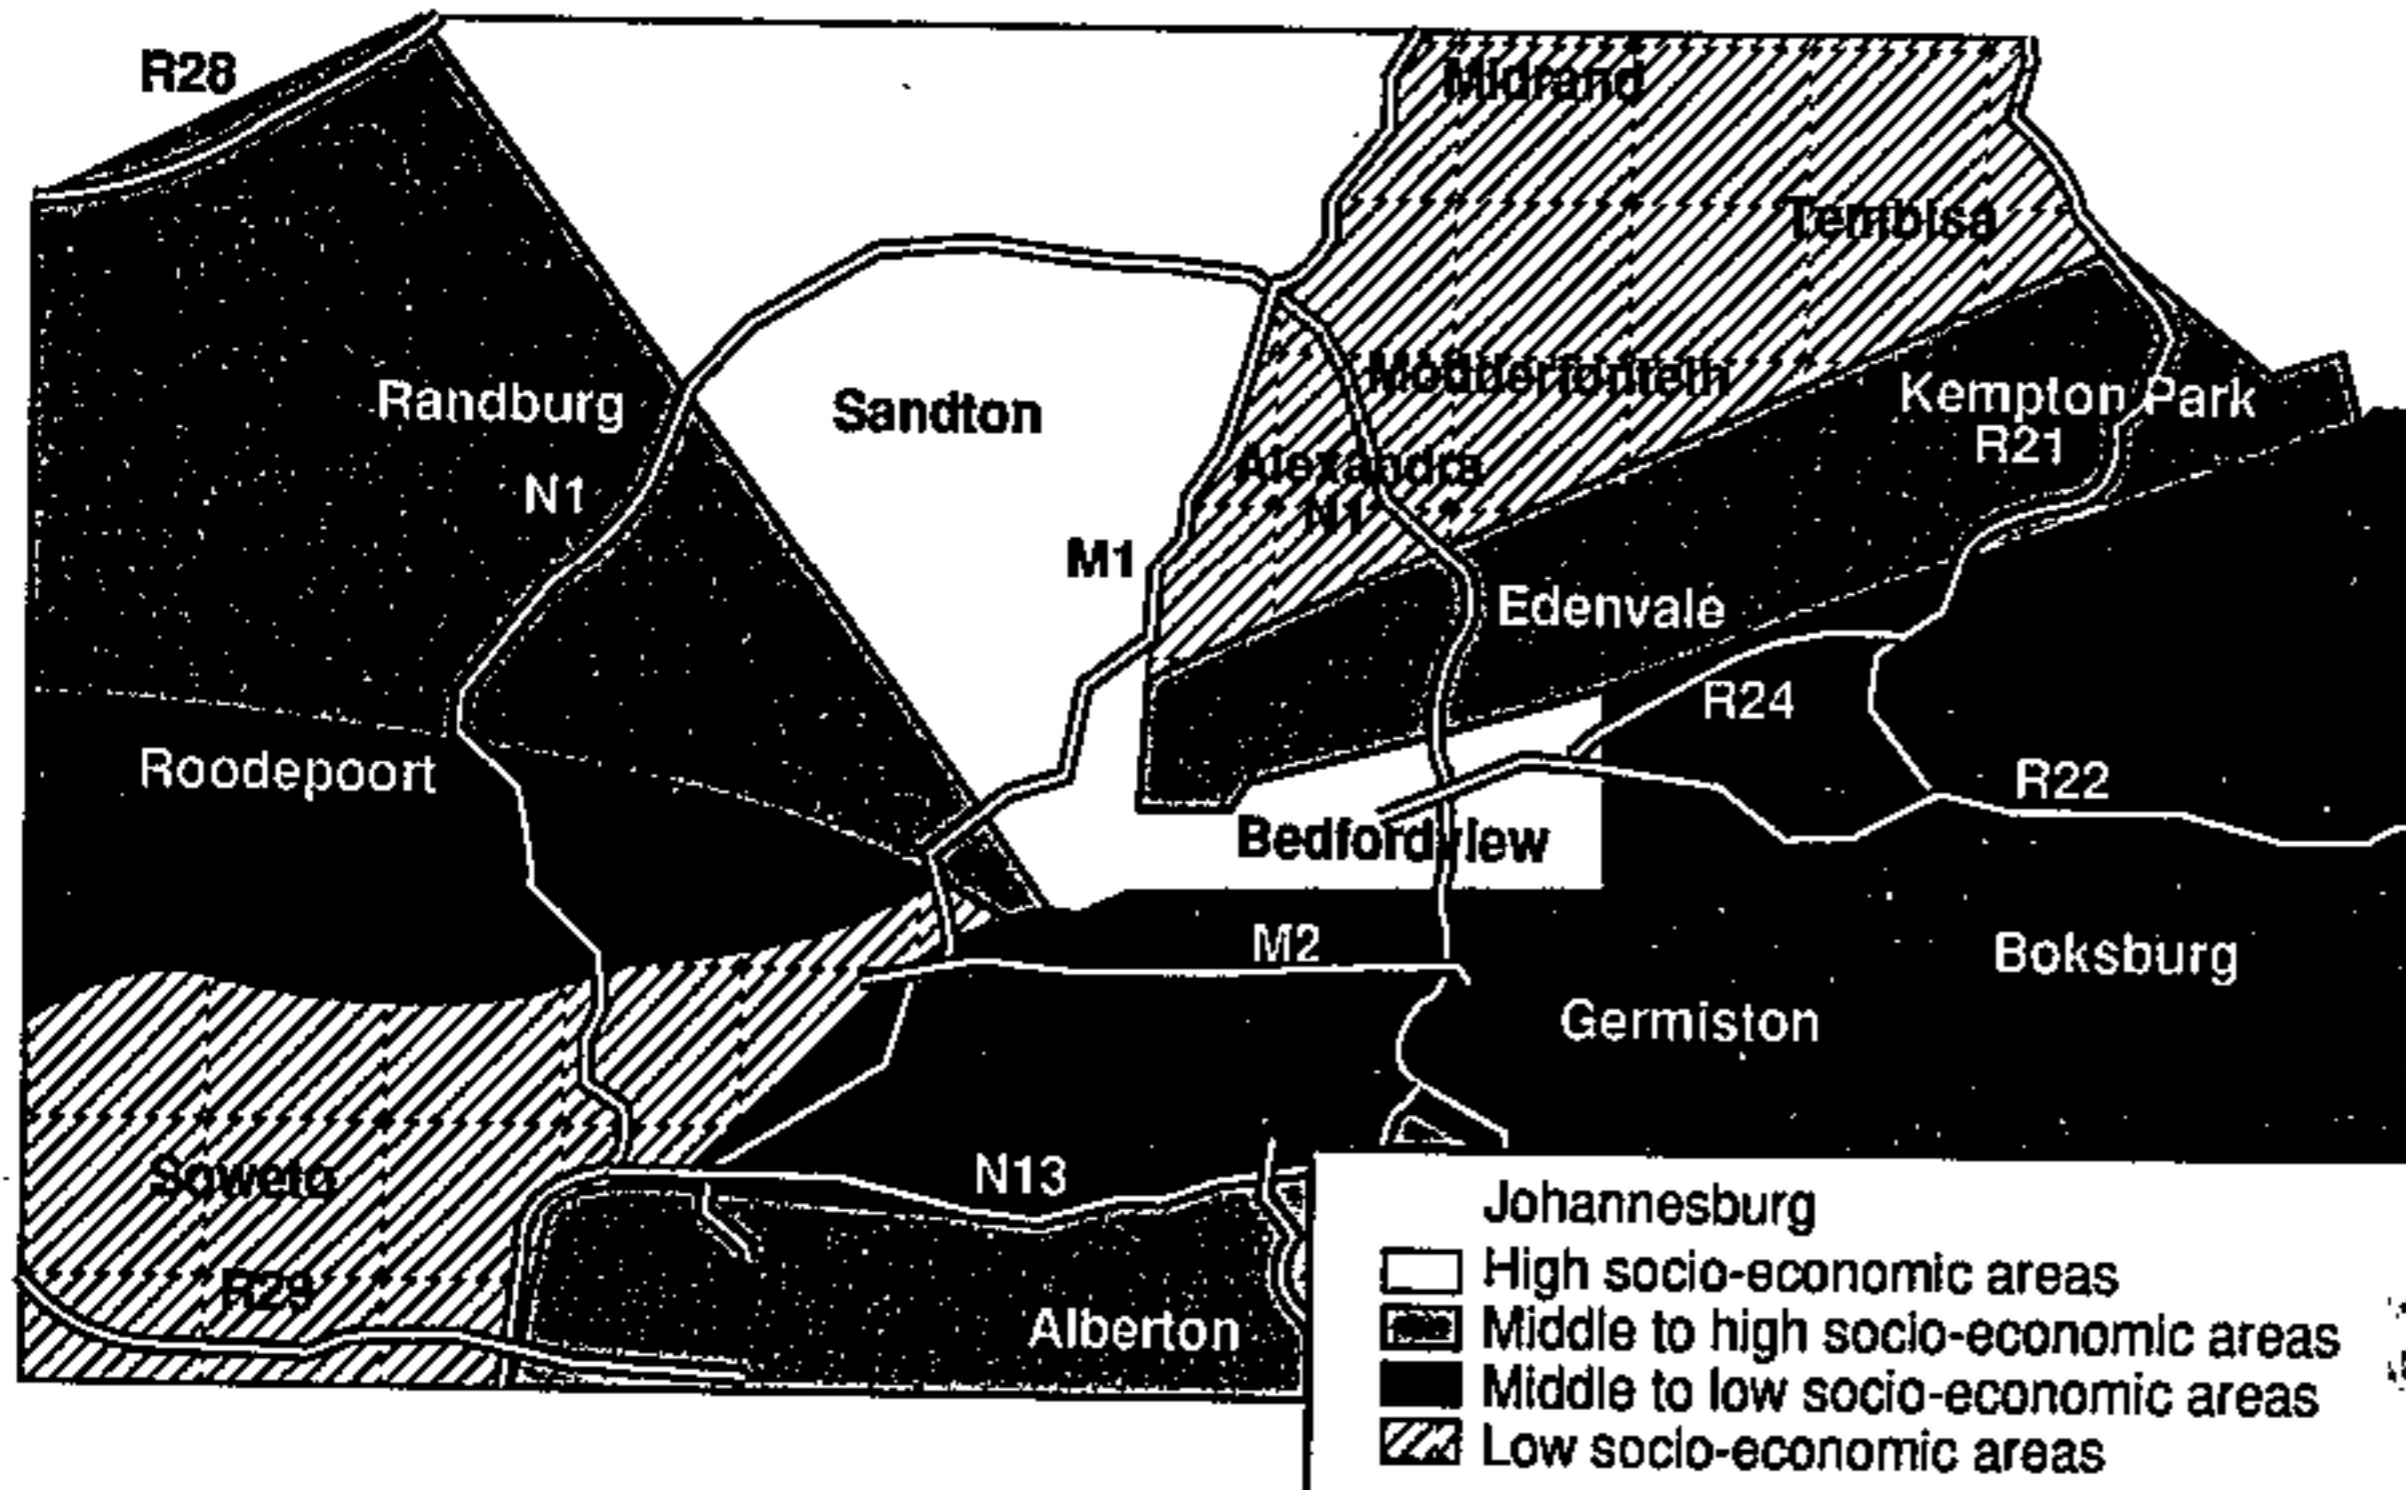 R28
Midrand
Tembisa
Randburg
Sandton
Modderfontein
Kempton Park
R21
N1
Alexandra
N1
M1
Edenvale
R24
Roodepoort
R22
Bedfordview
M2
Boksburg
Germiston
Soweto
N13
R29
Alberton
Johannesburg
High socio-economic areas
Middle to high socio-economic areas
Middle to low socio-economic areas
Low socio-economic areas